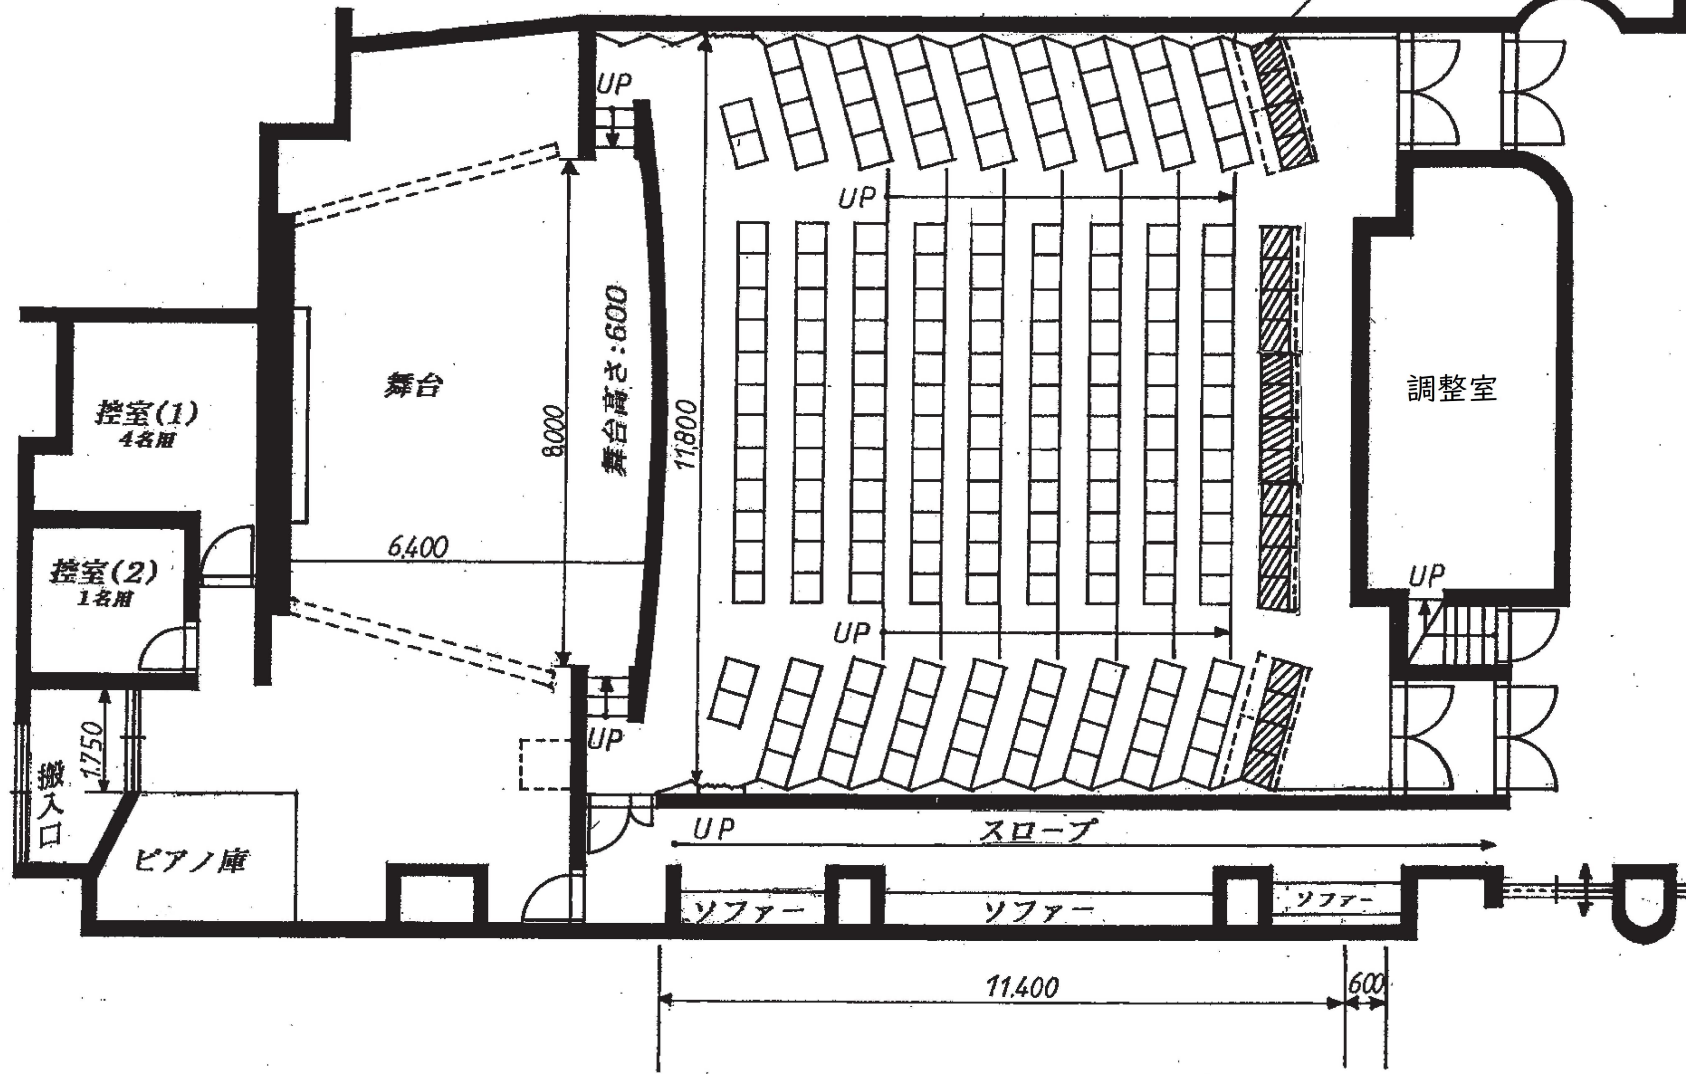 UP
UP
舞台
舞台高さ:600
8,000
11,800
調整室
控室(1)
4名用
6,400
控室(2)
1名用
UP
UP
UP
1,750
搬入口
ピアノ庫
UP
スロープ
ソファー
ソファー
ソファー
11,400
600